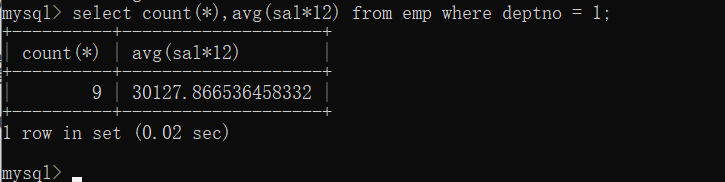 mysql> select count(*),avg(sal*12) from emp where deptno = 1;
+----------+--------------------+
| count(*) | avg(sal*12)        |
+----------+--------------------+
|        9 | 30127.866536458332 |
+----------+--------------------+
1 row in set (0.02 sec)
mysql>